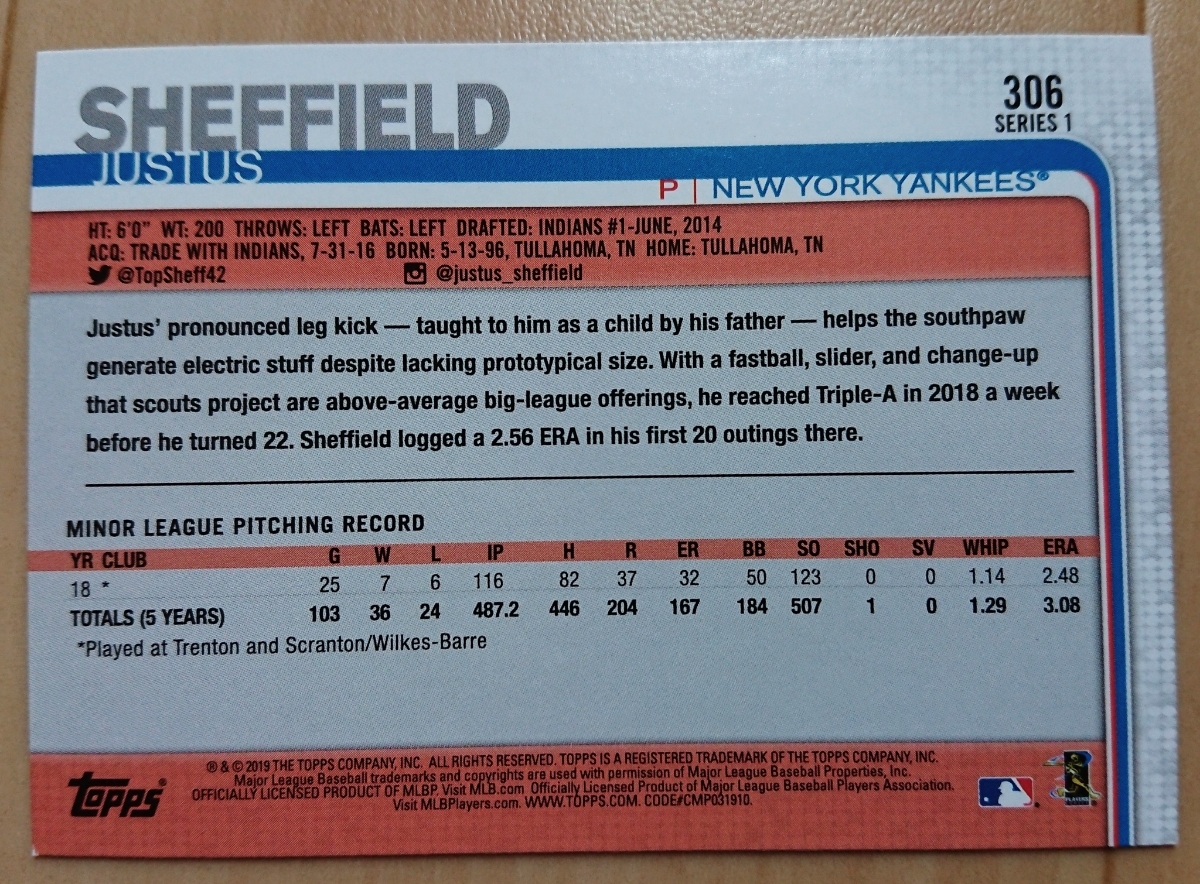 SHEFFIELD
JUSTUS
306
SERIES 1
P | NEW YORK YANKEES®
HT: 6'0" WT: 200 THROWS: LEFT BATS: LEFT DRAFTED: INDIANS #1-JUNE, 2014
ACQ: TRADE WITH INDIANS, 7-31-16 BORN: 5-13-96, TULLAHOMA, TN HOME: TULLAHOMA, TN
@TopSheff42 @justus_sheffield
Justus' pronounced leg kick — taught to him as a child by his father — helps the southpaw
generate electric stuff despite lacking prototypical size. With a fastball, slider, and change-up
that scouts project are above-average big-league offerings, he reached Triple-A in 2018 a week
before he turned 22. Sheffield logged a 2.56 ERA in his first 20 outings there.
MINOR LEAGUE PITCHING RECORD
YR CLUB G W L IP H R ER BB SO SHO SV WHIP ERA
18 * 25 7 6 116 82 37 32 50 123 0 0 1.14 2.48
TOTALS (5 YEARS) 103 36 24 487.2 446 204 167 184 507 1 0 1.29 3.08
*Played at Trenton and Scranton/Wilkes-Barre
topps®
® & © 2019 THE TOPPS COMPANY, INC. ALL RIGHTS RESERVED. TOPPS IS A REGISTERED TRADEMARK OF THE TOPPS COMPANY, INC.
Major League Baseball trademarks and copyrights are used with permission of Major League Baseball Properties, Inc.
OFFICIALLY LICENSED PRODUCT OF MLBP. Visit MLB.com Officially Licensed Product of Major League Baseball Players Association.
Visit MLBPlayers.com. WWW.TOPPS.COM. CODE#CMP031910.
PLAYERS